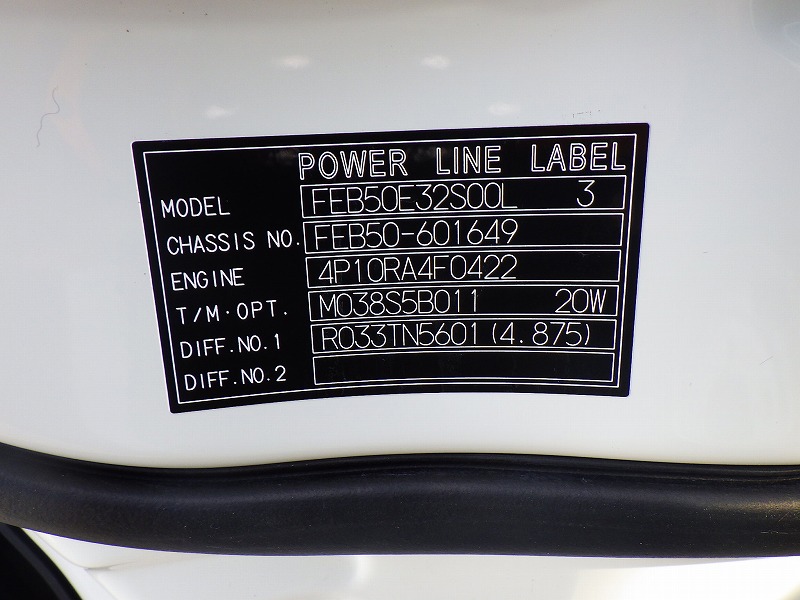 POWER LINE LABEL
MODEL FEB50E32S00L 3
CHASSIS NO. FEB50-601649
ENGINE 4P10RA4F0422
T/M·OPT. M038S5B011 20W
DIFF.NO.1 R033TN5601(4.875)
DIFF.NO.2